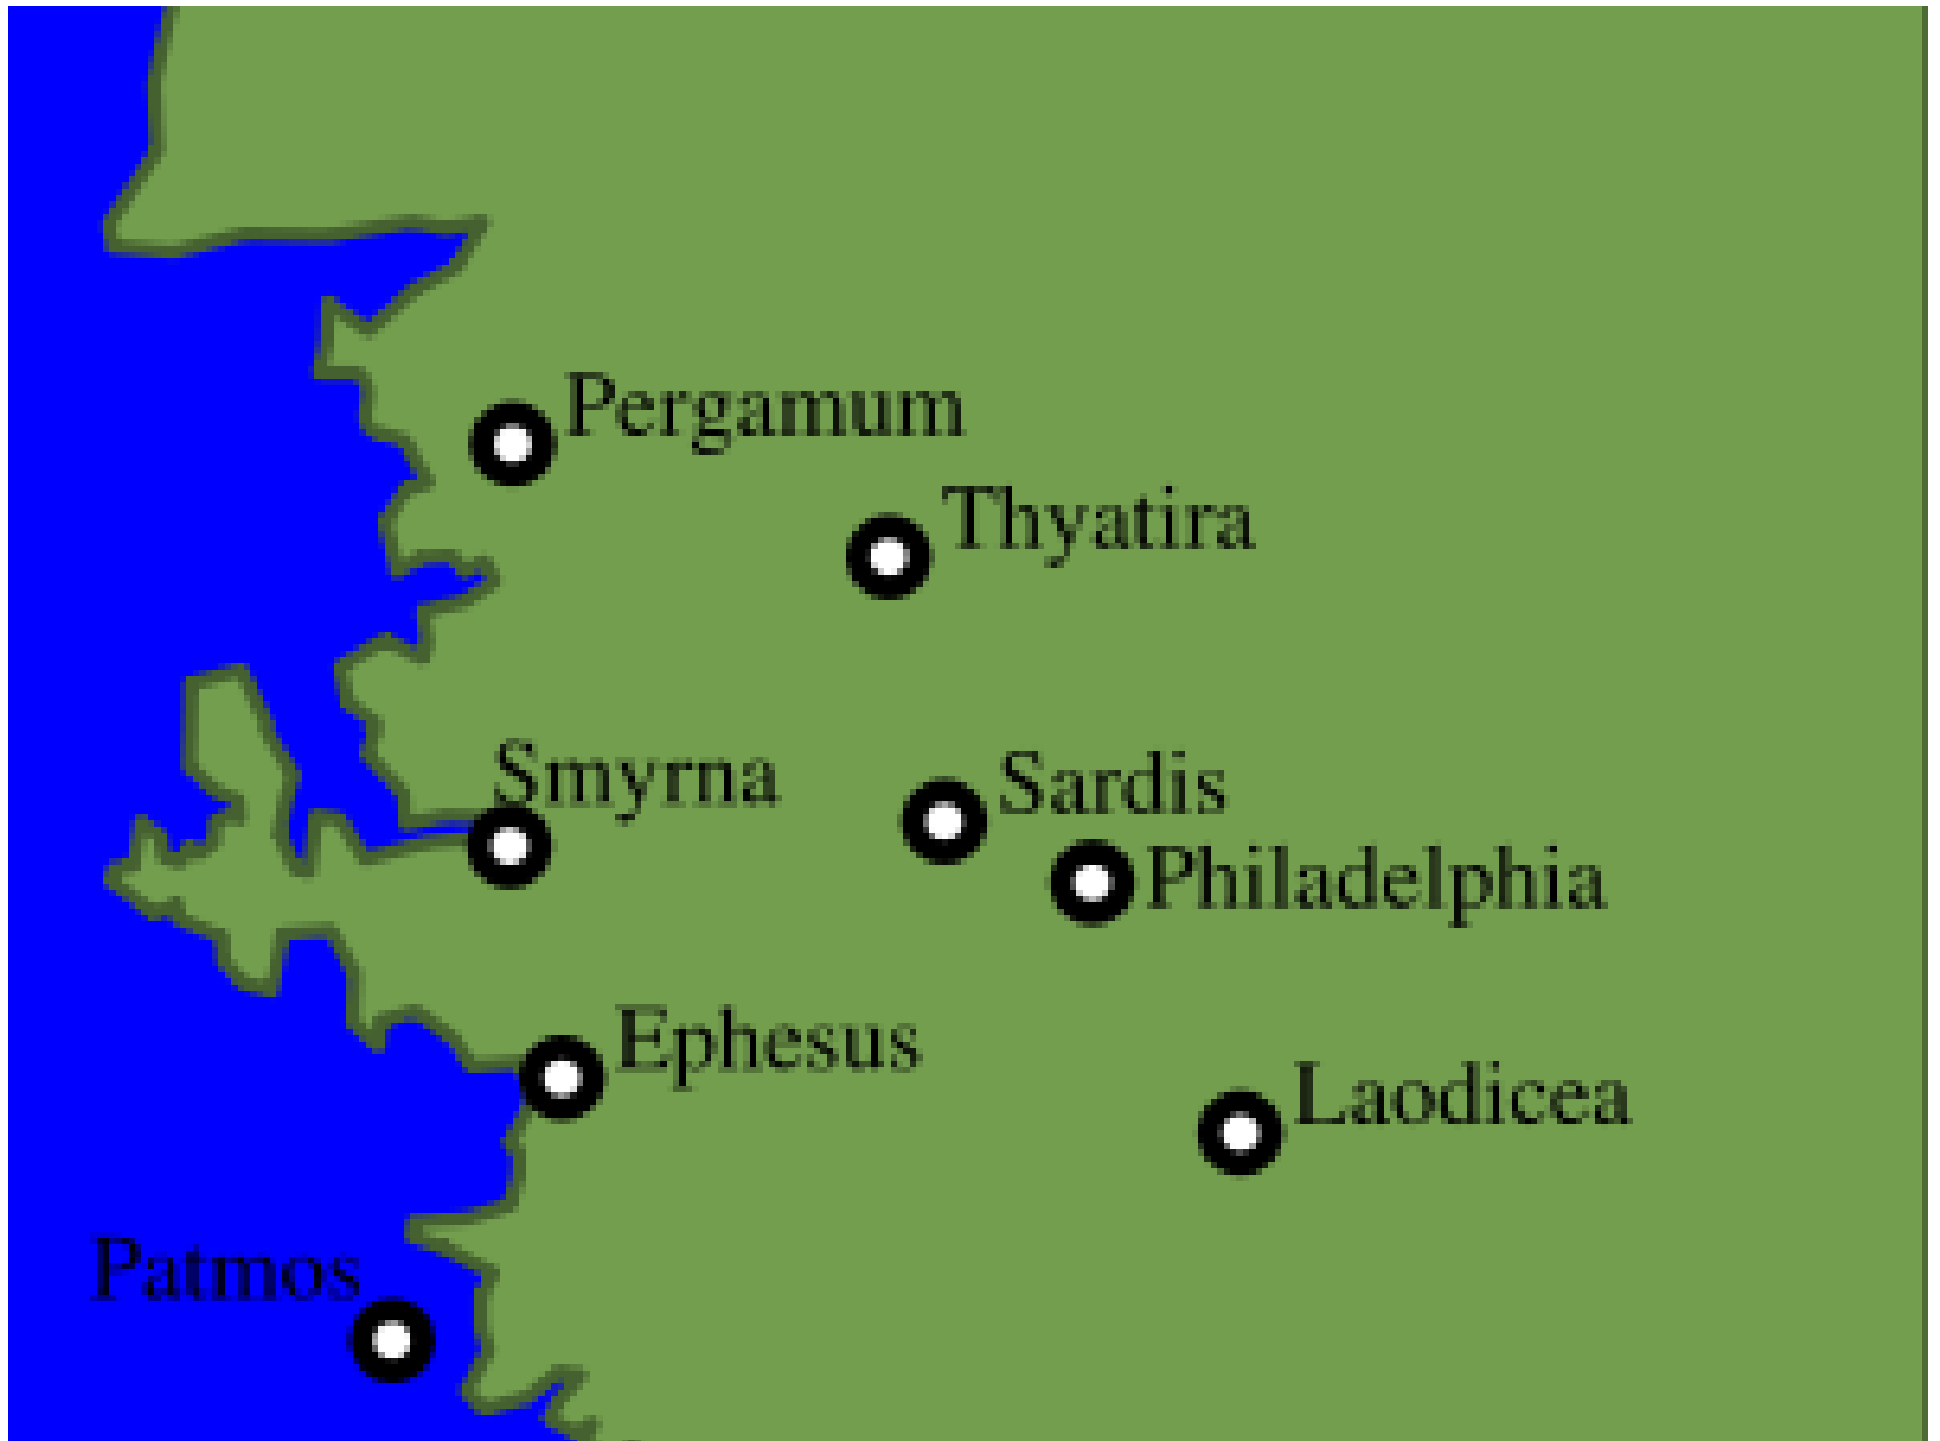 Pergamum
Thyatira
Smyrna
Sardis
Philadelphia
Ephesus
Laodicea
Patmos